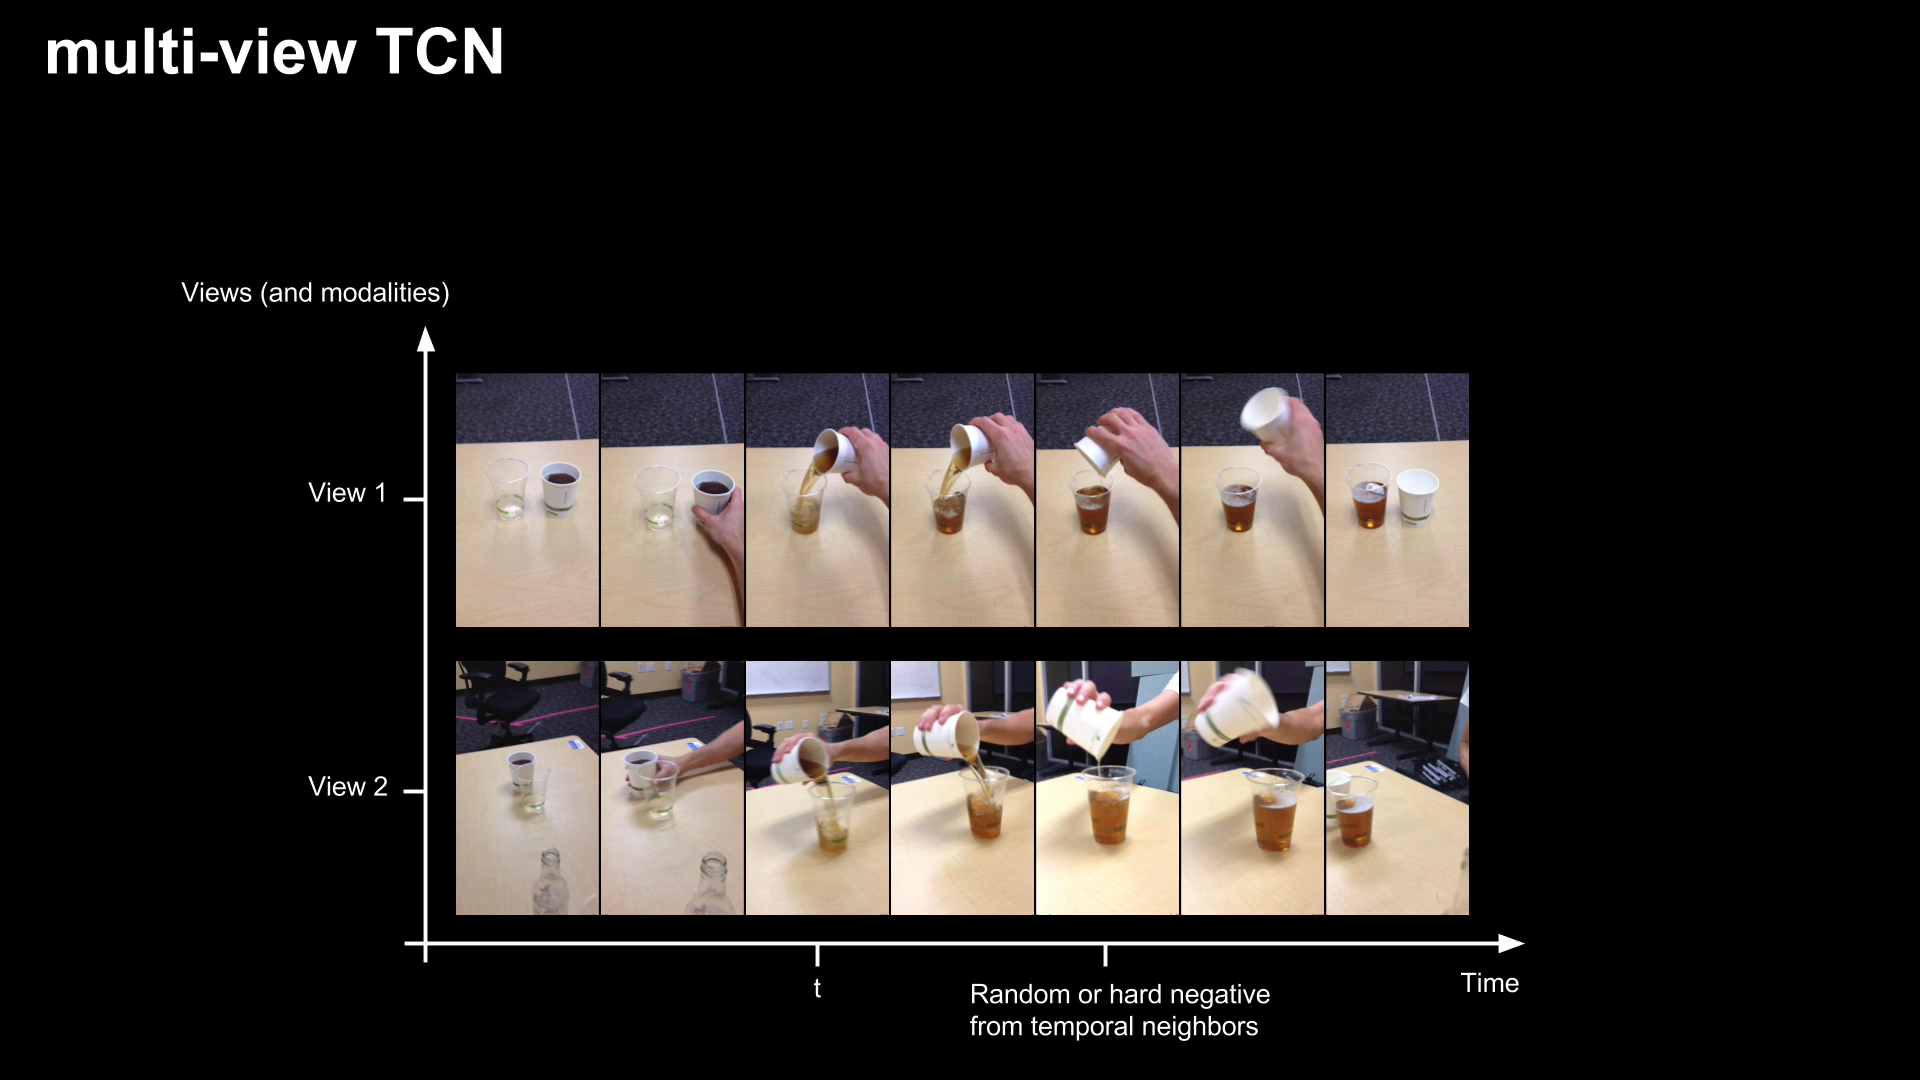 multi-view TCN
Views (and modalities)
View 1
View 2
t
Random or hard negative
from temporal neighbors
Time